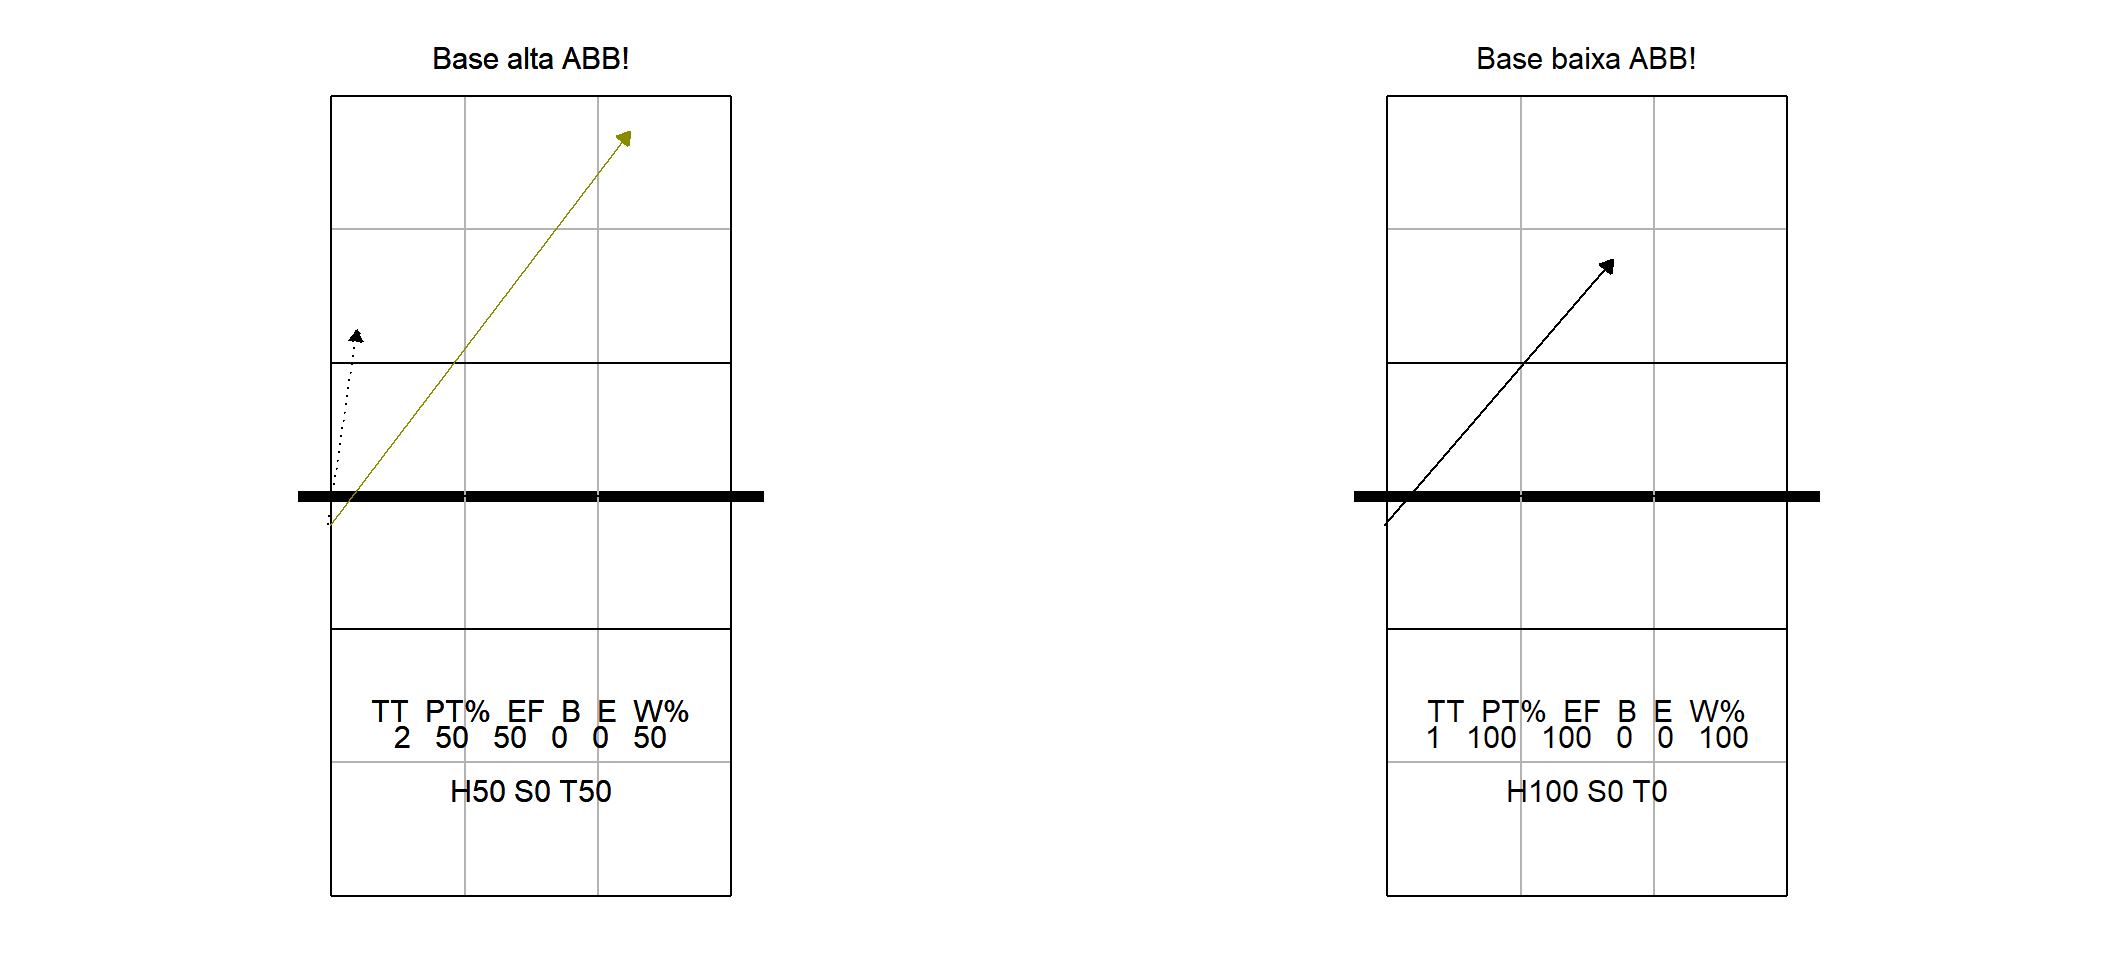 Base alta ABB!
TT PT% EF B E W%
2 50 50 0 0 50
H50 S0 T50
Base baixa ABB!
TT PT% EF B E W%
1 100 100 0 0 100
H100 S0 T0